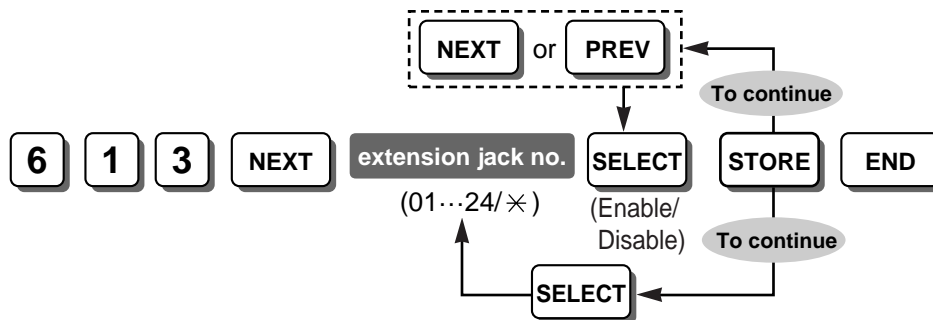 NEXT or PREV
To continue
6 1 3 NEXT extension jack no. SELECT STORE END
(01···24/✳)
(Enable/
Disable)
To continue
SELECT